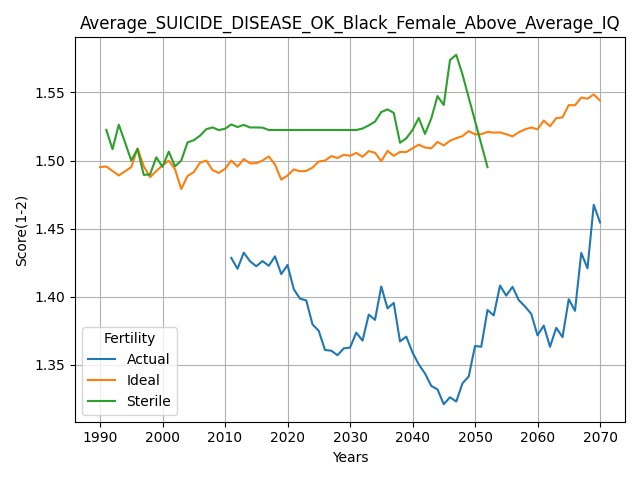 Average_SUICIDE_DISEASE_OK_Black_Female_Above_Average_IQ
Score(1-2)
1.55
1.50
1.45
1.40
1.35
Fertility
Actual
Ideal
Sterile
1990 2000 2010 2020 2030 2040 2050 2060 2070
Years